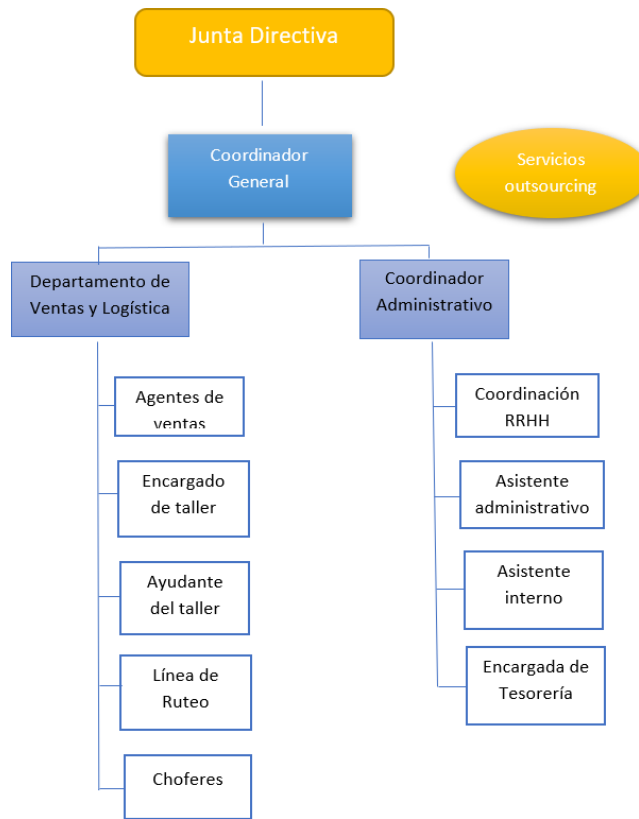 Junta Directiva
Coordinador
General
Servicios
outsourcing
Departamento de
Ventas y Logística
Coordinador
Administrativo
Agentes de
ventas
Encargado
de taller
Ayudante
del taller
Línea de
Ruteo
Choferes
Coordinación
RRHH
Asistente
administrativo
Asistente
interno
Encargada de
Tesorería